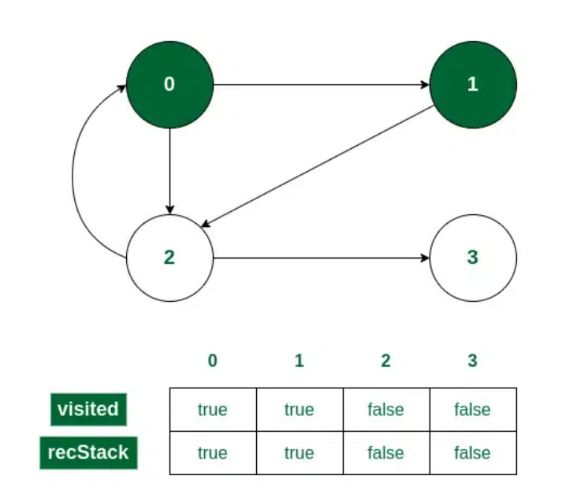 0 1
2 3
0 1 2 3
visited true true false false
recStack true true false false